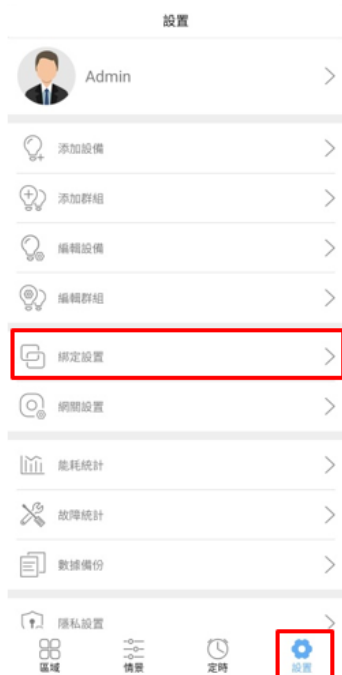 設置
Admin
添加設備
添加群組
編輯設備
編輯群組
綁定設置
網關設置
能耗統計
故障統計
數據備份
隱私設置
區域
情景
定時
設置